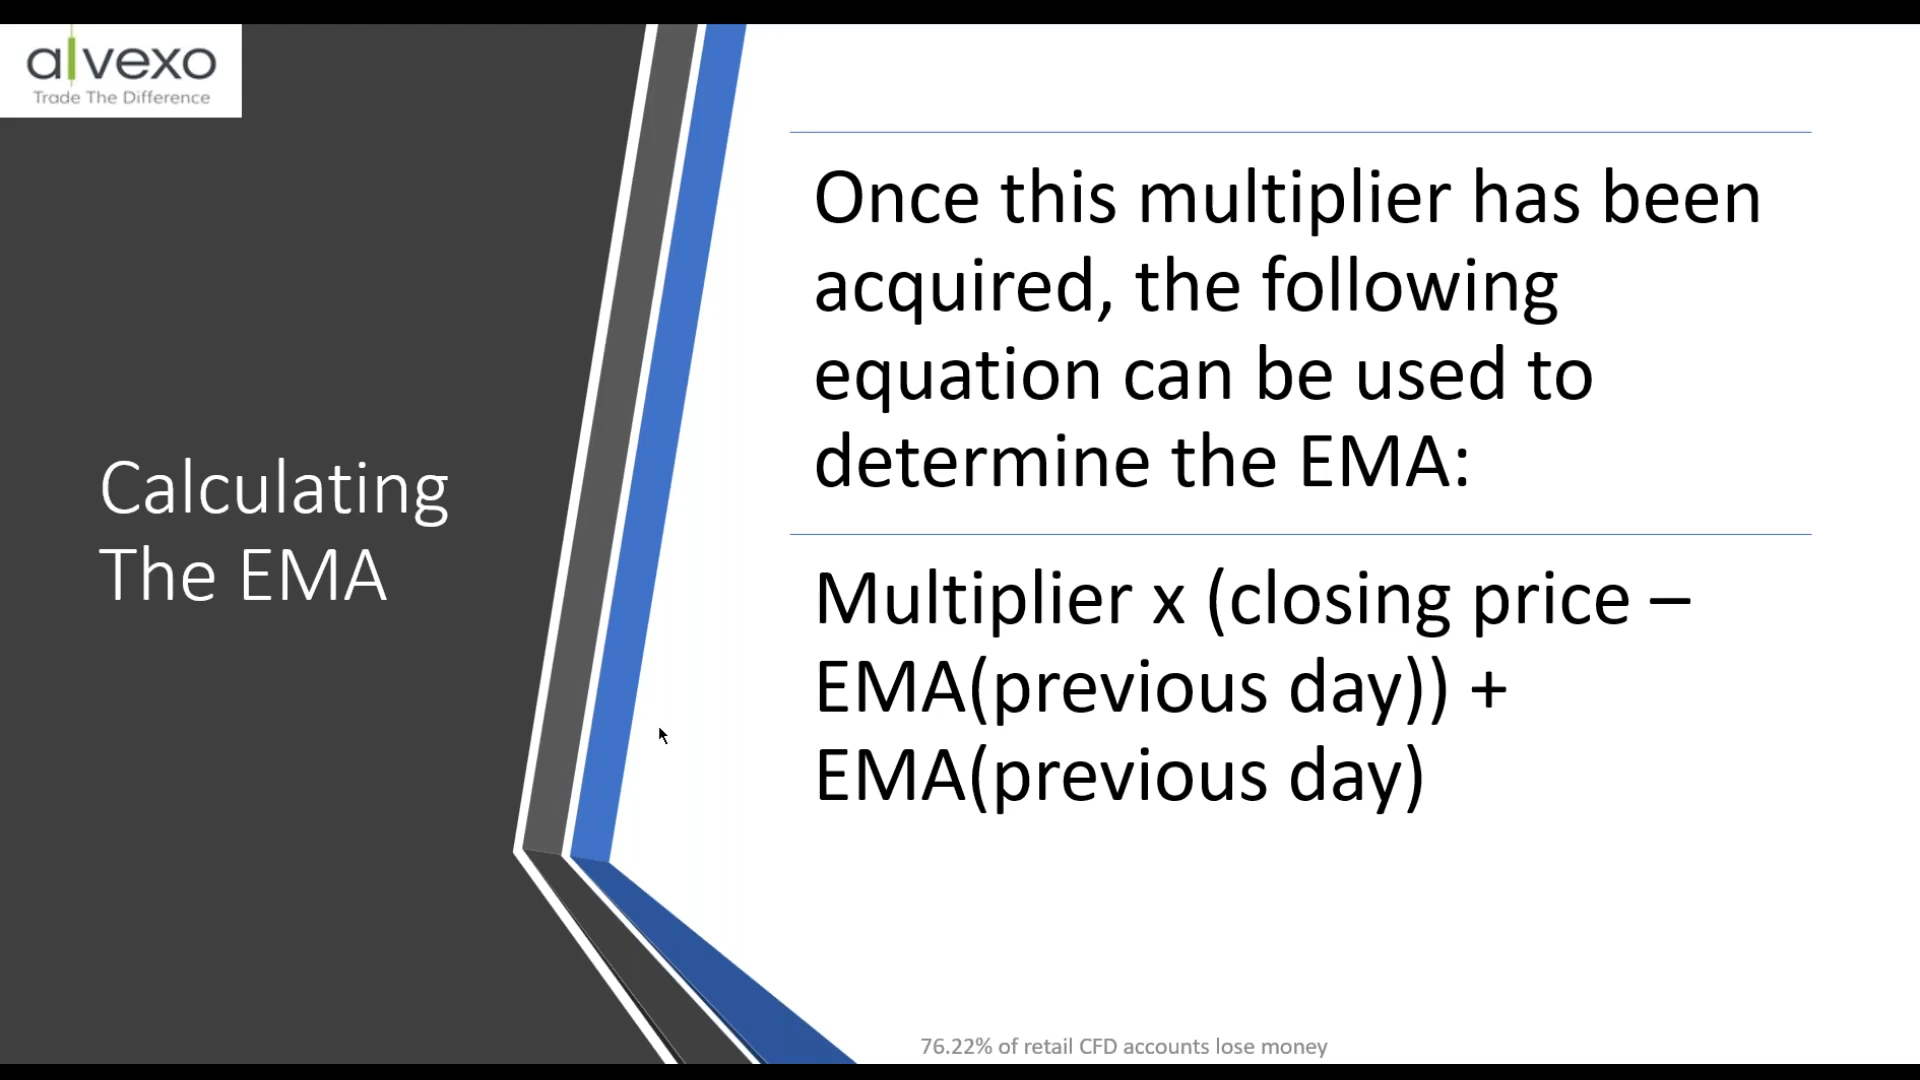 alvexo
Trade The Difference
Calculating
The EMA
Once this multiplier has been
acquired, the following
equation can be used to
determine the EMA:
Multiplier x (closing price –
EMA(previous day)) +
EMA(previous day)
76.22% of retail CFD accounts lose money